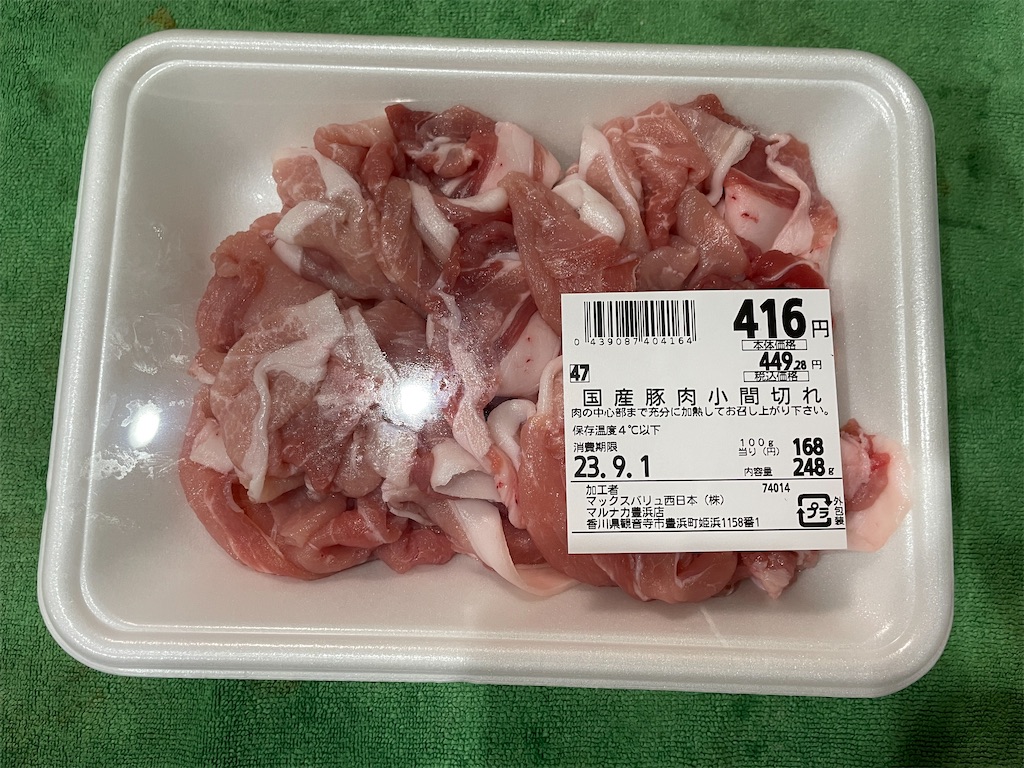 0 439087 404164
416円
本体価格
449.28円
税込価格
47
国産豚肉小間切れ
肉の中心部まで充分に加熱してお召し上がり下さい。
保存温度4℃以下
消費期限
100g当り(円) 168
23.9.1
内容量 248g
加工者 74014
マックスバリュ西日本(株)
マルナカ豊浜店
香川県観音寺市豊浜町姫浜1158番1
プラ 外包装